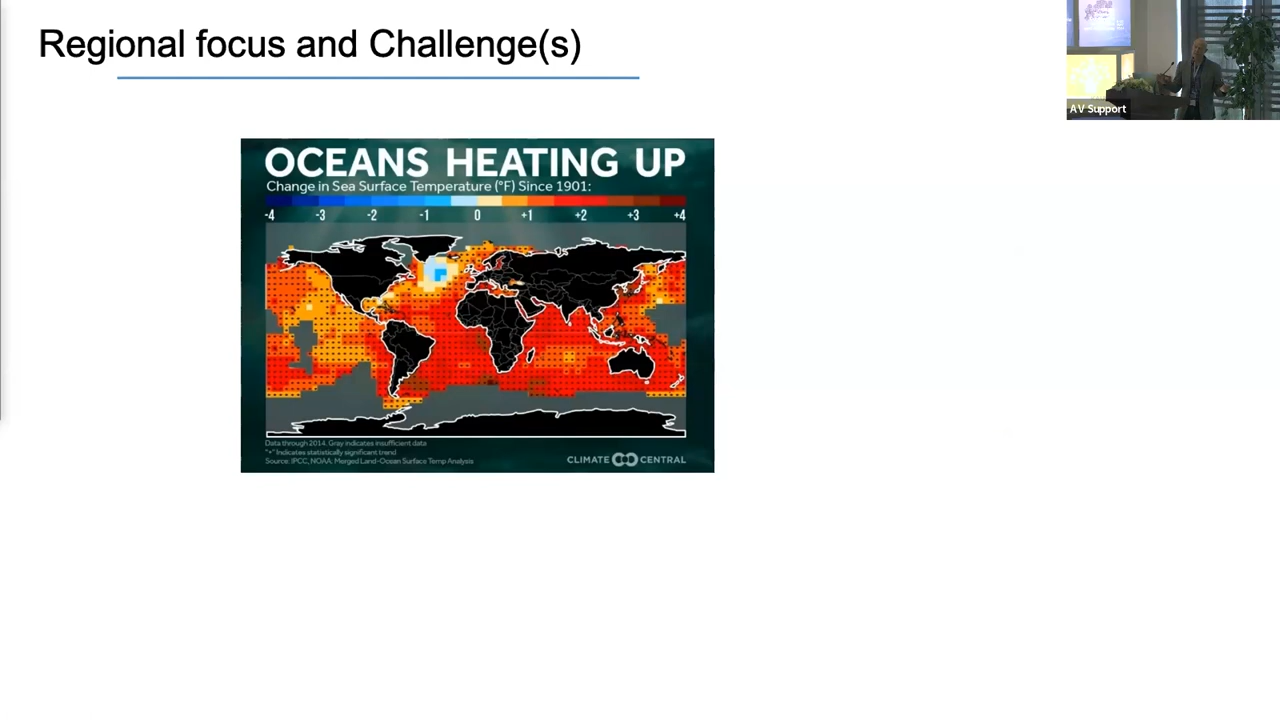 Regional focus and Challenge(s)
AV Support
OCEANS HEATING UP
Change in Sea Surface Temperature (°F) Since 1901:
-4 -3 -2 -1 0 +1 +2 +3 +4
Data through 2014. Gray indicates insufficient data
"+" Indicates statistically significant trend
Source: IPCC, NOAA: Merged Land-Ocean Surface Temp Analysis
CLIMATE CENTRAL